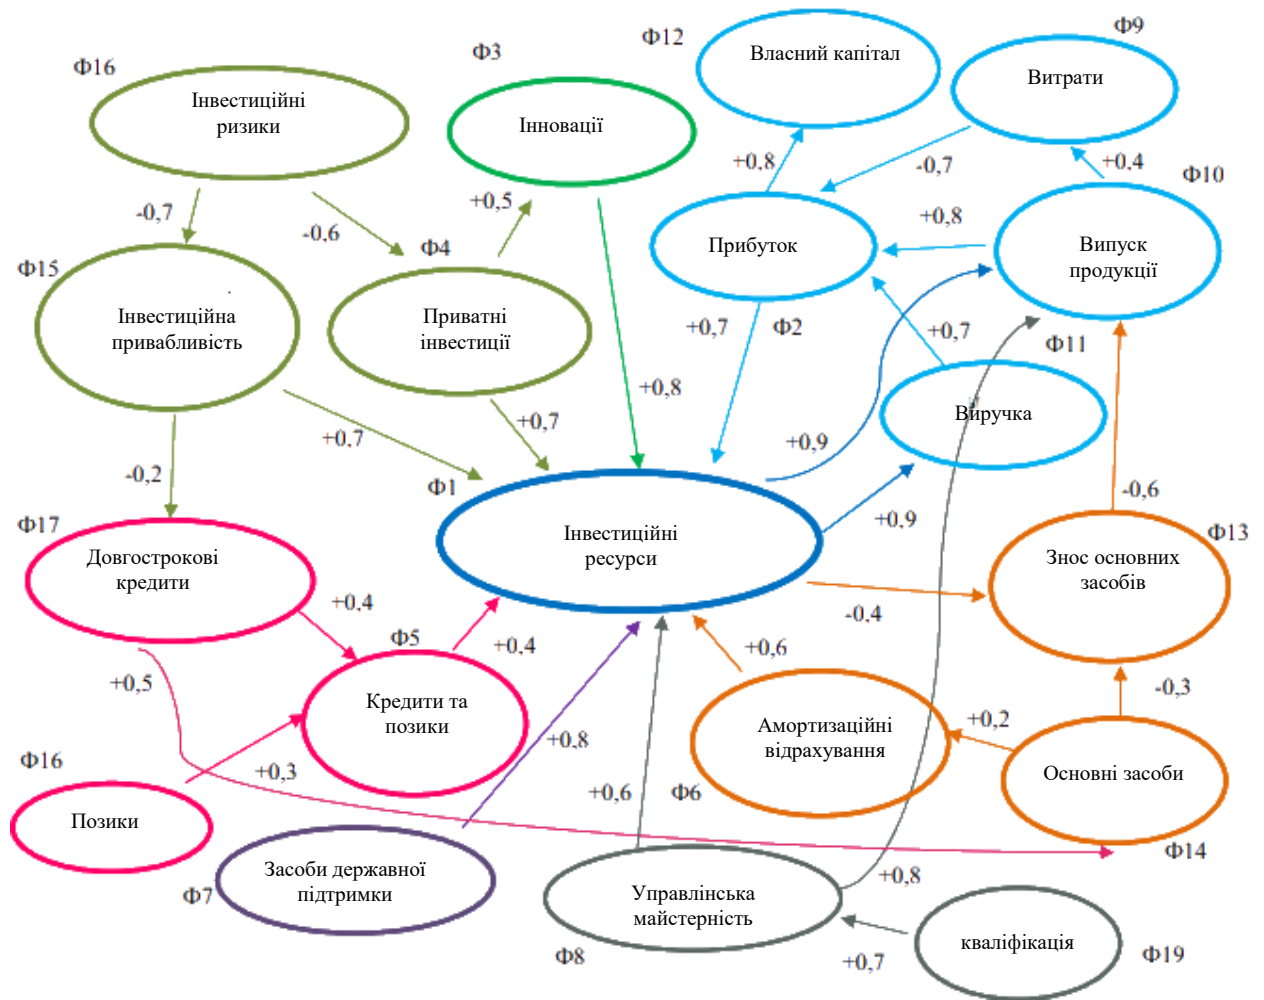 Ф12
Власний капітал
Ф9
Витрати
Ф3
Ф16
Інвестиційні
ризики
Інновації
+0,8
-0,7
+0,4
Ф10
-0,7
-0,6
+0,5
Ф4
Прибуток
+0,8
Випуск
продукції
Ф15
Інвестиційна
привабливість
Приватні
інвестиції
+0,7
Ф2
+0,7
Ф11
+0,8
Виручка
+0,7
+0,7
+0,9
-0,2
Ф1
+0,9
-0,6
Ф17
Довгострокові
кредити
Інвестиційні
ресурси
Ф13
Знос основних
засобів
+0,4
Ф5
+0,4
-0,4
+0,6
+0,5
-0,3
Кредити та
позики
+0,8
Амортизаційні
відрахування
+0,2
Основні засоби
Ф16
+0,3
+0,6
Ф6
Позики
Ф14
Засоби державної
підтримки
Ф7
Управлінська
майстерність
+0,8
Ф8
+0,7
кваліфікація
Ф19